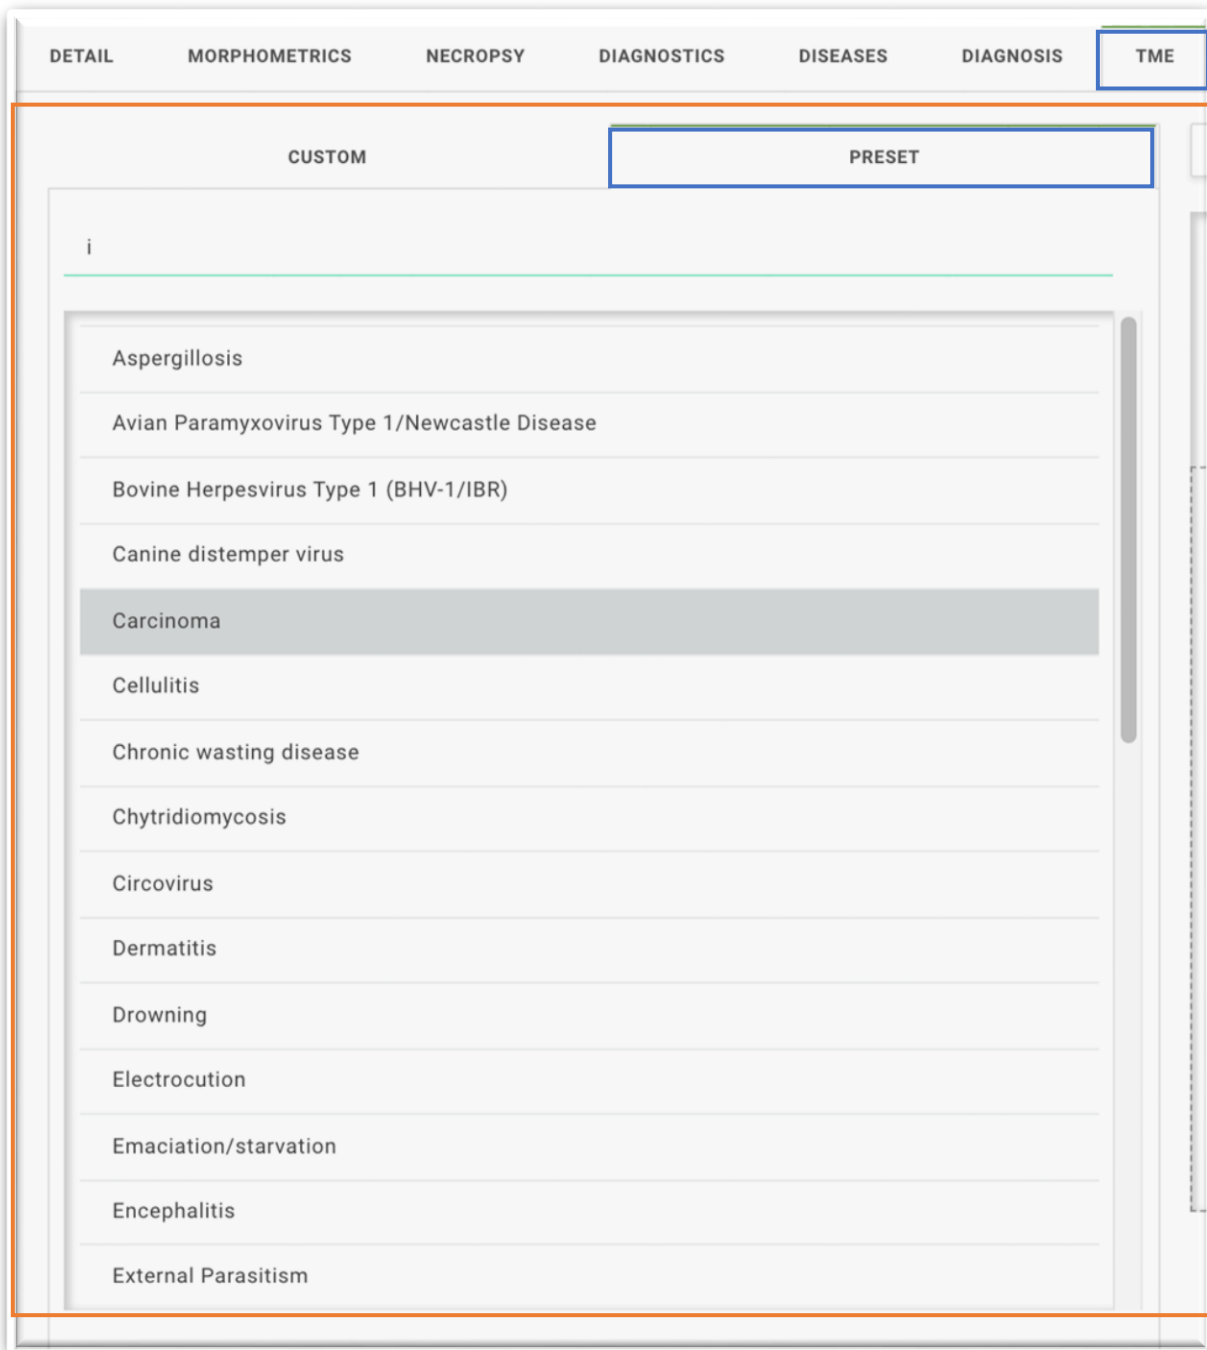 DETAIL MORPHOMETRICS NECROPSY DIAGNOSTICS DISEASES DIAGNOSIS TME
CUSTOM PRESET
i
Aspergillosis
Avian Paramyxovirus Type 1/Newcastle Disease
Bovine Herpesvirus Type 1 (BHV-1/IBR)
Canine distemper virus
Carcinoma
Cellulitis
Chronic wasting disease
Chytridiomycosis
Circovirus
Dermatitis
Drowning
Electrocution
Emaciation/starvation
Encephalitis
External Parasitism